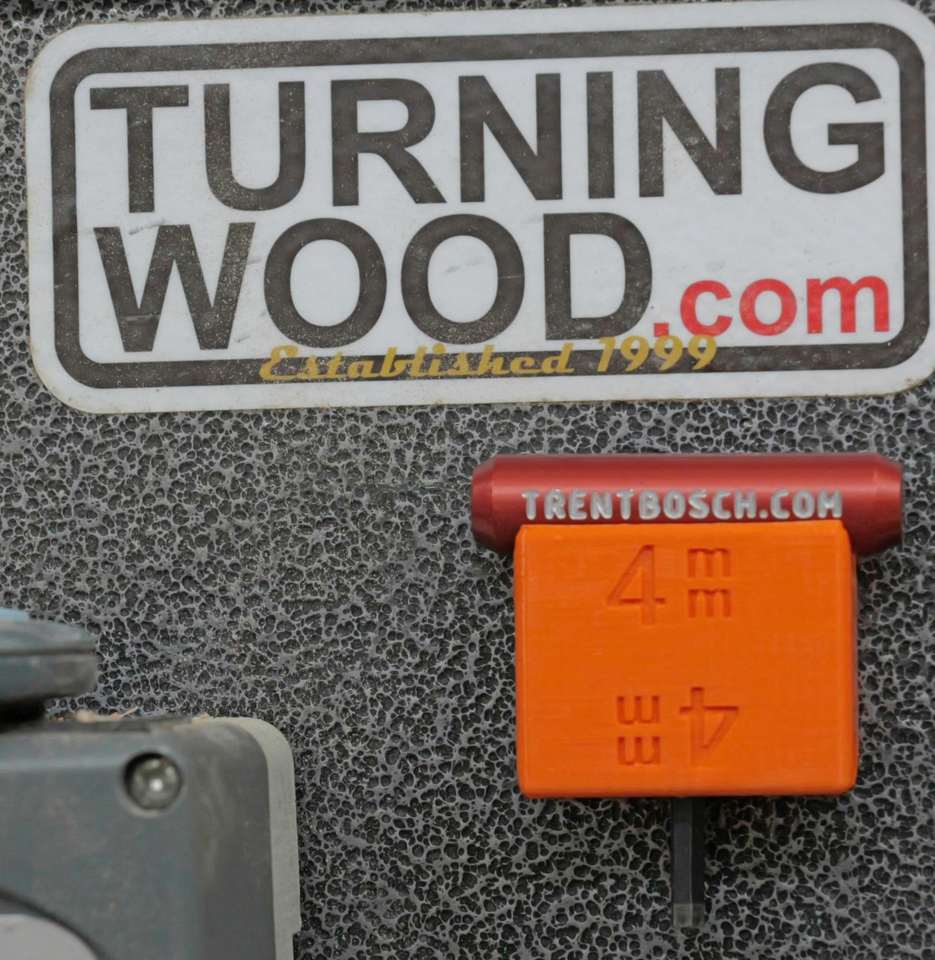 TURNING
WOOD.com
Established 1999
TRENTBOSCH.COM
4 mm
4 mm